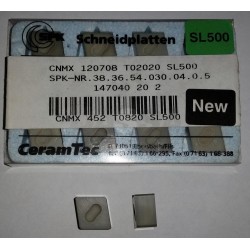 SPK Schneidplatten SL500
CNMX 120708 T02020 SL500
SPK-NR.38.36.54.030.04.0.5
147040 20 2
New
CNMX 452 T0820 SL500
CeramTec